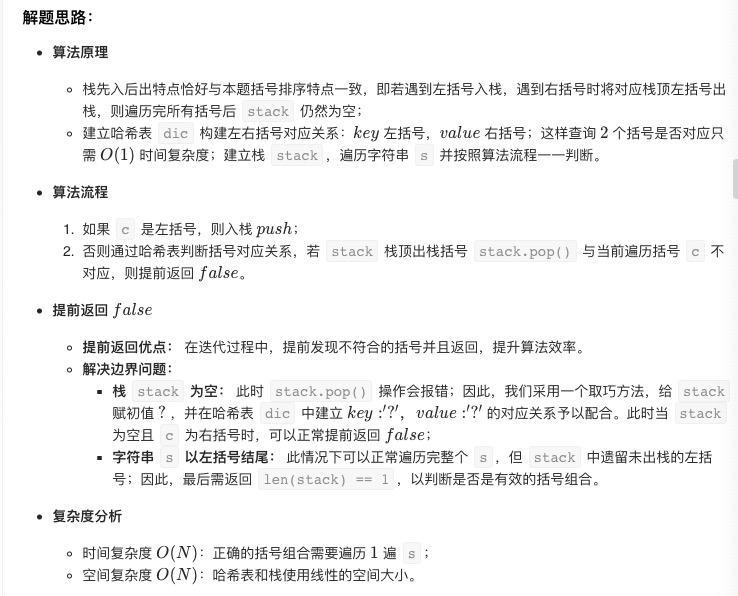 解题思路：
• 算法原理
◦ 栈先入后出特点恰好与本题括号排序特点一致，即若遇到左括号入栈，遇到右括号时将对应栈顶左括号出
栈，则遍历完所有括号后 stack 仍然为空；
◦ 建立哈希表 dic 构建左右括号对应关系：key 左括号，value 右括号；这样查询 2 个括号是否对应只
需 O(1) 时间复杂度；建立栈 stack ，遍历字符串 s 并按照算法流程一一判断。
• 算法流程
1. 如果 c 是左括号，则入栈 push；
2. 否则通过哈希表判断括号对应关系，若 stack 栈顶出栈括号 stack.pop() 与当前遍历括号 c 不
对应，则提前返回 false。
• 提前返回 false
◦ 提前返回优点： 在迭代过程中，提前发现不符合的括号并且返回，提升算法效率。
◦ 解决边界问题：
▪ 栈 stack 为空： 此时 stack.pop() 操作会报错；因此，我们采用一个取巧方法，给 stack
赋初值 ? ，并在哈希表 dic 中建立 key :'?'，value :'?' 的对应关系予以配合。此时当 stack
为空且 c 为右括号时，可以正常提前返回 false；
▪ 字符串 s 以左括号结尾： 此情况下可以正常遍历完整个 s ，但 stack 中遗留未出栈的左括
号；因此，最后需返回 len(stack) == 1 ，以判断是否是有效的括号组合。
• 复杂度分析
◦ 时间复杂度 O(N)：正确的括号组合需要遍历 1 遍 s ；
◦ 空间复杂度 O(N)：哈希表和栈使用线性的空间大小。